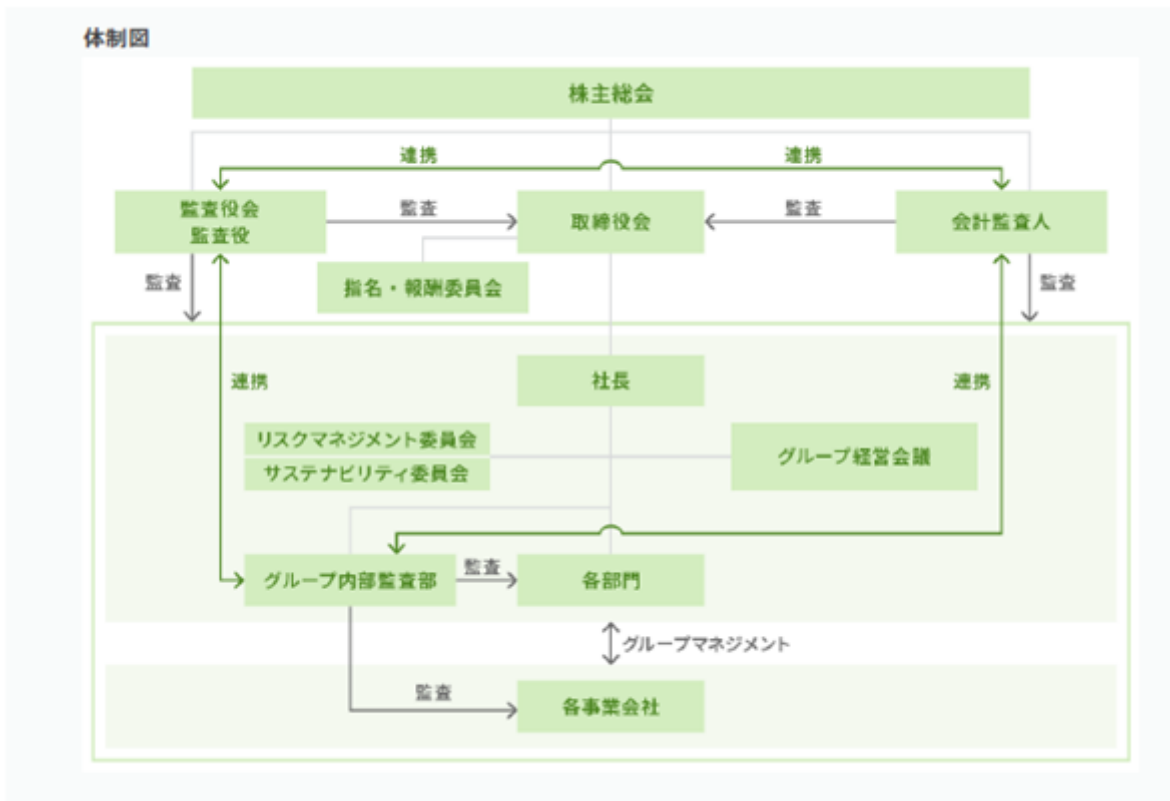 体制図
株主総会
連携
連携
監査役会
監査役
監査
取締役会
監査
会計監査人
監査
指名・報酬委員会
監査
社長
連携
連携
リスクマネジメント委員会
サステナビリティ委員会
グループ経営会議
グループ内部監査部
監査
各部門
グループマネジメント
監査
各事業会社